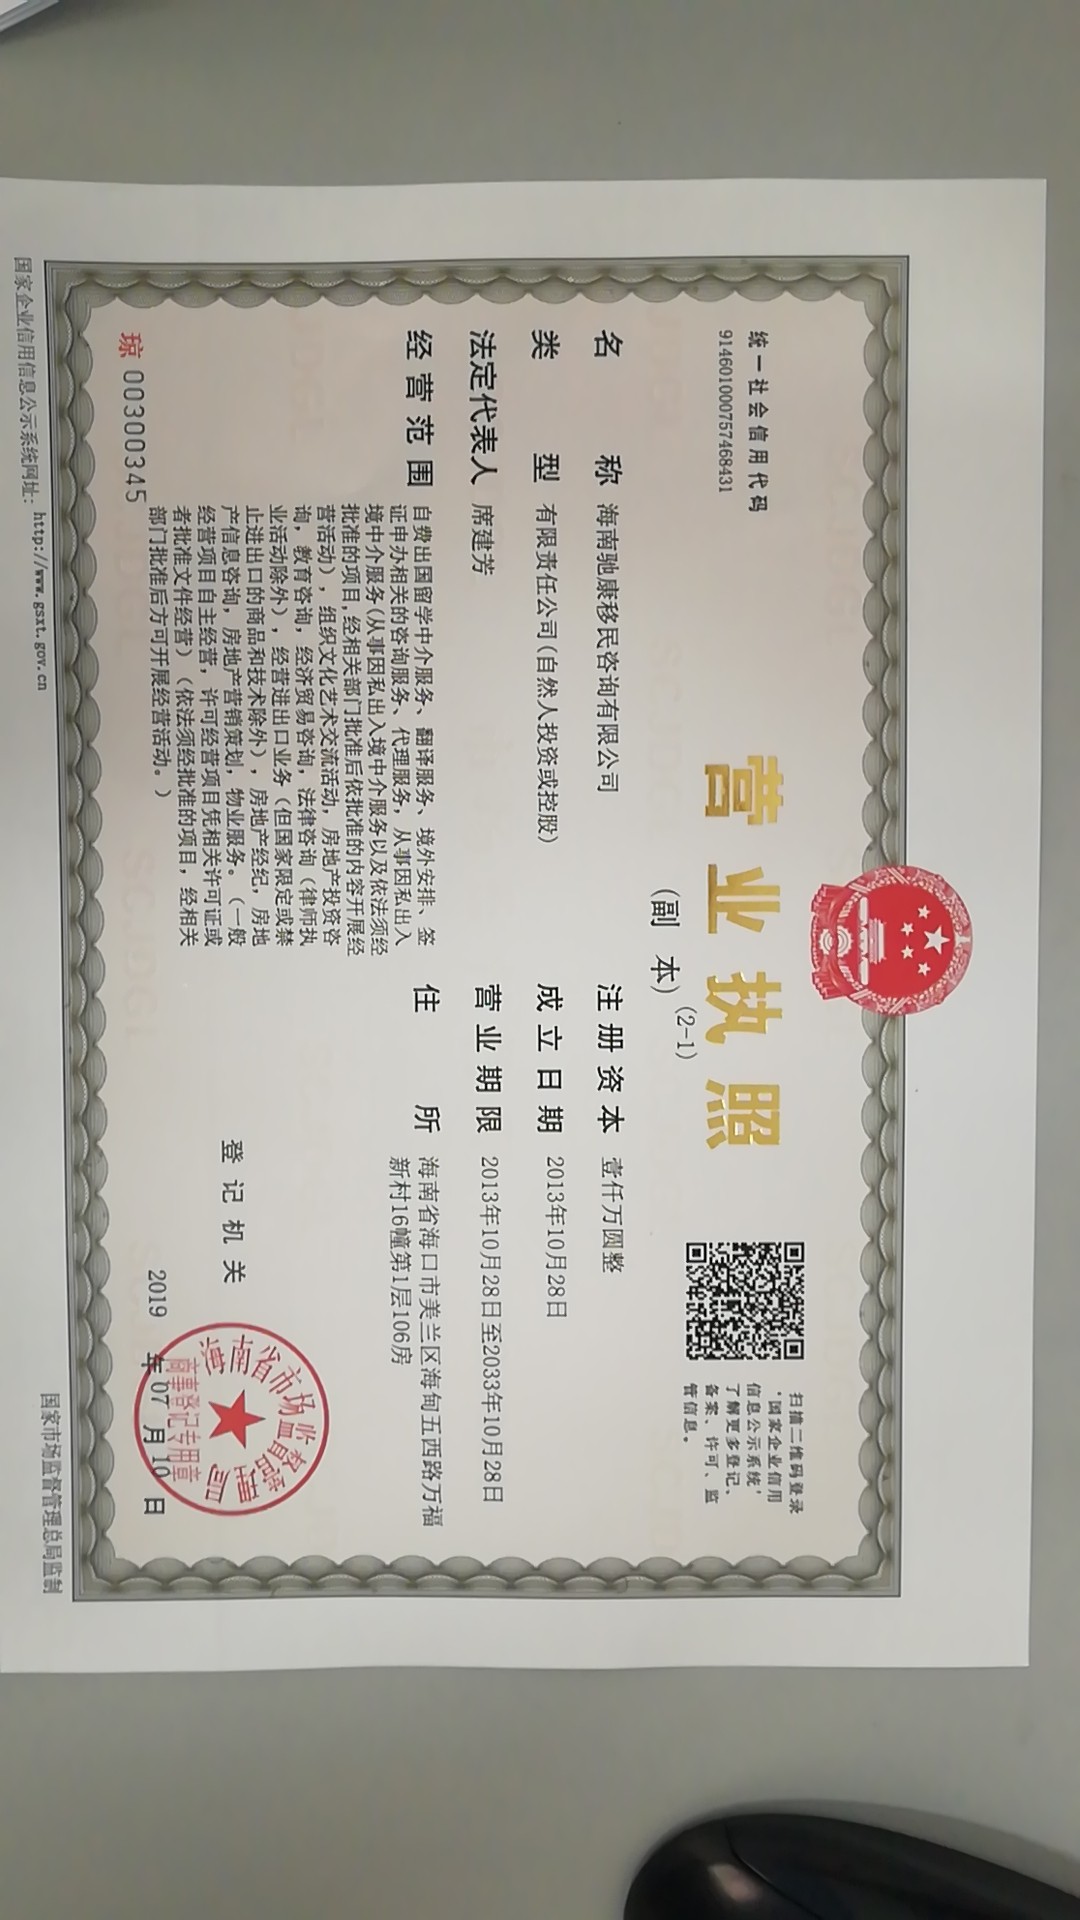 统一社会信用代码
914601000757468431
营业执照
(副 本)(2-1)
扫描二维码登录
‘国家企业信用
信息公示系统’
了解更多登记、
备案、许可、监
管信息。
名 称 海南驰康移民咨询有限公司
类 型 有限责任公司(自然人投资或控股)
法定代表人 席建芳
经营范围 自费出国留学中介服务、翻译服务、境外安排、签
证申办相关的咨询服务、代理服务，从事因私出入
境中介服务(从事因私出入境中介服务以及依法须经
批准的项目,经相关部门批准后依批准的内容开展经
营活动），组织文化艺术交流活动，房地产投资咨
询，教育咨询，经济贸易咨询，法律咨询（律师执
业活动除外），经营进出口业务（但国家限定或禁
止进出口的商品和技术除外），房地产经纪，房地
产信息咨询，房地产营销策划，物业服务。（一般
经营项目自主经营，许可经营项目凭相关许可证或
者批准文件经营）（依法须经批准的项目，经相关
部门批准后方可开展经营活动。）
注册资本 壹仟万圆整
成立日期 2013年10月28日
营业期限 2013年10月28日至2033年10月28日
住 所 海南省海口市美兰区海甸五西路万福
新村16幢第1层106房
登记机关
海南省市场监督管理局
商事登记专用章
2019 年 07 月 10 日
琼 00300345
国家企业信用信息公示系统网址: http://www.gsxt.gov.cn
国家市场监督管理总局监制